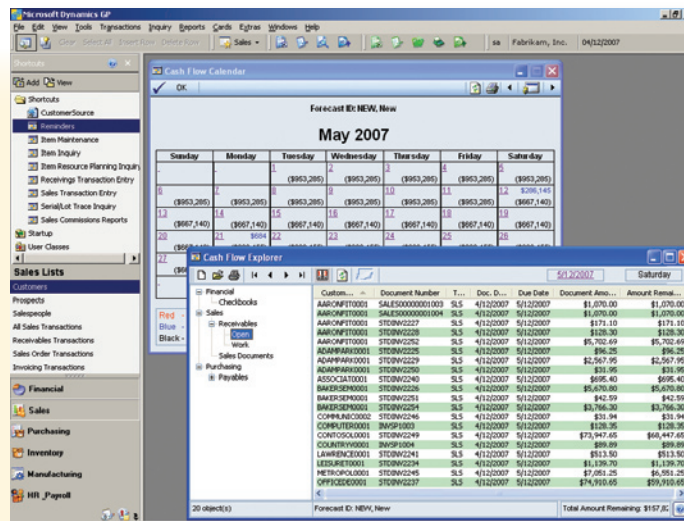 Microsoft Dynamics GP
File Edit View Tools Transactions Inquiry Reports Cards Extras Windows Help
Clear Select All Insert Row Delete Row Sales sa Fabrikam, Inc. 04/12/2007
Shortcuts
Add View
Shortcuts
CustomerSource
Reminders
Item Maintenance
Item Inquiry
Item Resource Planning Inquiry
Receivings Transaction Entry
Sales Transaction Entry
Serial/Lot Trace Inquiry
Sales Commissions Reports
Startup
User Classes
Sales Lists
Customers
Prospects
Salespeople
All Sales Transactions
Receivables Transactions
Sales Order Transactions
Invoicing Transactions
Financial
Sales
Purchasing
Inventory
Manufacturing
HR_Payroll
Cash Flow Calendar
OK
Forecast ID: NEW, New
May 2007
Sunday Monday Tuesday Wednesday Thursday Friday Saturday
1 2 3 4 5
($953,285) ($953,285) ($953,285) ($953,285) ($953,285)
6 7 8 9 10 11 12 $286,145
($953,285) ($953,285) ($953,285) ($953,285) ($953,285) ($953,285) ($667,140)
13 14 15 16 17 18 19
($667,140) ($667,140) ($667,140) ($667,140) ($667,140) ($667,140) ($667,140)
20 21 $684 22 23 24 25 26
27
Red -
Blue -
Black -
Cash Flow Explorer
5/12/2007 Saturday
Financial
Checkbooks
Sales
Receivables
Open
Work
Sales Documents
Purchasing
Payables
Custom... Document Number T... Doc. D... Due Date Document Amo... Amount Remai...
AARONFIT0001 SALES00000001003 SLS 4/12/2007 5/12/2007 $1,070.00 $1,070.00
AARONFIT0001 SALES00000001004 SLS 4/12/2007 5/12/2007 $1,070.00 $1,070.00
AARONFIT0001 STDINV2227 SLS 4/12/2007 5/12/2007 $171.10 $171.10
AARONFIT0001 STDINV2228 SLS 4/12/2007 5/12/2007 $128.30 $128.30
AARONFIT0001 STDINV2252 SLS 4/12/2007 5/12/2007 $5,702.69 $5,702.69
ADAMPARK0001 STDINV2225 SLS 4/12/2007 5/12/2007 $96.25 $96.25
ADAMPARK0001 STDINV2229 SLS 4/12/2007 5/12/2007 $2,567.95 $2,567.95
ADAMPARK0001 STDINV2250 SLS 4/12/2007 5/12/2007 $31.95 $31.95
ASSOCIAT0001 STDINV2240 SLS 4/12/2007 5/12/2007 $695.40 $695.40
BAKERSEM0001 STDINV2226 SLS 4/12/2007 5/12/2007 $5,670.80 $5,670.80
BAKERSEM0001 STDINV2251 SLS 4/12/2007 5/12/2007 $42.59 $42.59
BAKERSEM0001 STDINV2254 SLS 4/12/2007 5/12/2007 $3,766.30 $3,766.30
COMMUNIC0002 STDINV2246 SLS 4/12/2007 5/12/2007 $31.94 $31.94
COMPUTER0001 INVSP1003 SLS 4/12/2007 5/12/2007 $128.35 $128.35
CONTOSOL0001 STDINV2249 SLS 4/12/2007 5/12/2007 $73,947.65 $68,447.65
COUNTRYV0001 INVSP1004 SLS 4/12/2007 5/12/2007 $89.89 $89.89
LAWRENCE0001 STDINV2241 SLS 4/12/2007 5/12/2007 $513.50 $513.50
LEISURET0001 STDINV2234 SLS 4/12/2007 5/12/2007 $1,139.70 $1,139.70
METROPOL0001 STDINV2245 SLS 4/12/2007 5/12/2007 $7,051.25 $6,551.25
OFFICEDE0001 STDINV2237 SLS 4/12/2007 5/12/2007 $74,910.65 $59,910.65
20 object(s) Forecast ID: NEW, New Total Amount Remaining: $157,8